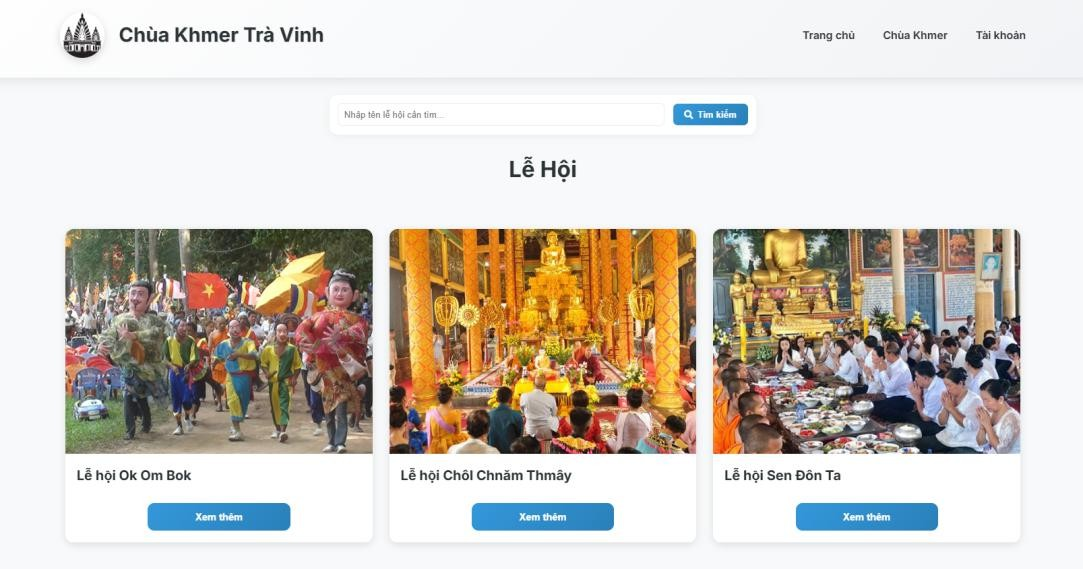 Chùa Khmer Trà Vinh
Trang chủ
Chùa Khmer
Tài khoản
Nhập tên lễ hội cần tìm...
Tìm kiếm
Lễ Hội
Lễ hội Ok Om Bok
Lễ hội Chôl Chnăm Thmây
Lễ hội Sen Đôn Ta
Xem thêm
Xem thêm
Xem thêm